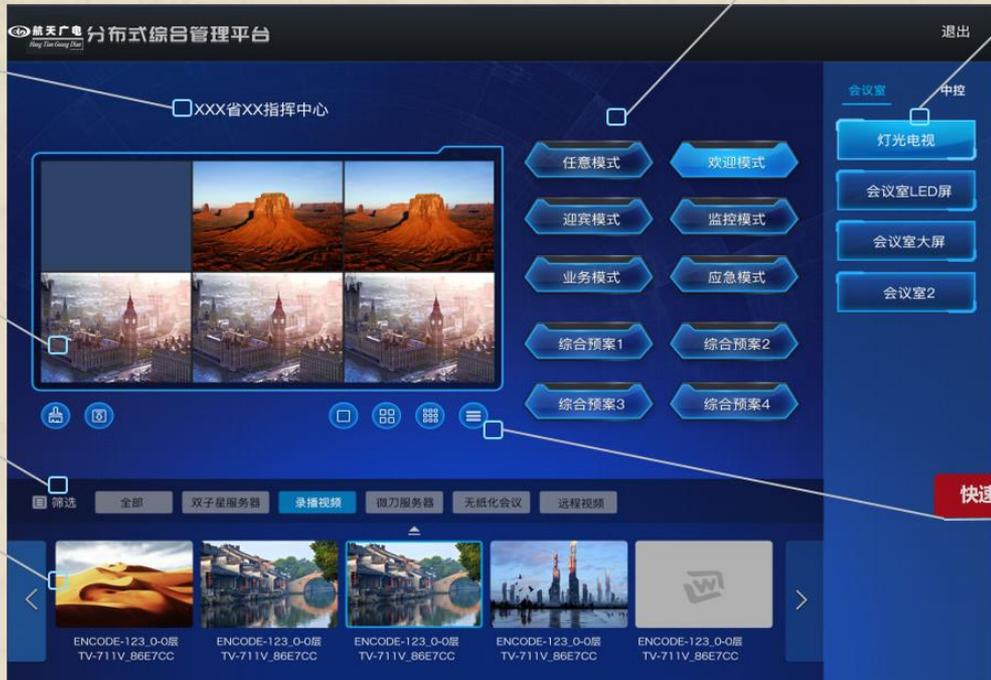 航天广电 分布式综合管理平台
Hang Tian Guang Dian
退出
XXX省XX指挥中心
会议室 中控
灯光电视
会议室LED屏
会议室大屏
会议室2
任意模式 欢迎模式
迎宾模式 监控模式
业务模式 应急模式
综合预案1 综合预案2
综合预案3 综合预案4
快速
筛选 全部 双子星服务器 录播视频 微刀服务器 无纸化会议 远程视频
ENCODE-123_0-0层 ENCODE-123_0-0层 ENCODE-123_0-0层 ENCODE-123_0-0层 ENCODE-123_0-0层
TV-711V_86E7CC TV-711V_86E7CC TV-711V_86E7CC TV-711V_86E7CC TV-711V_86E7CC